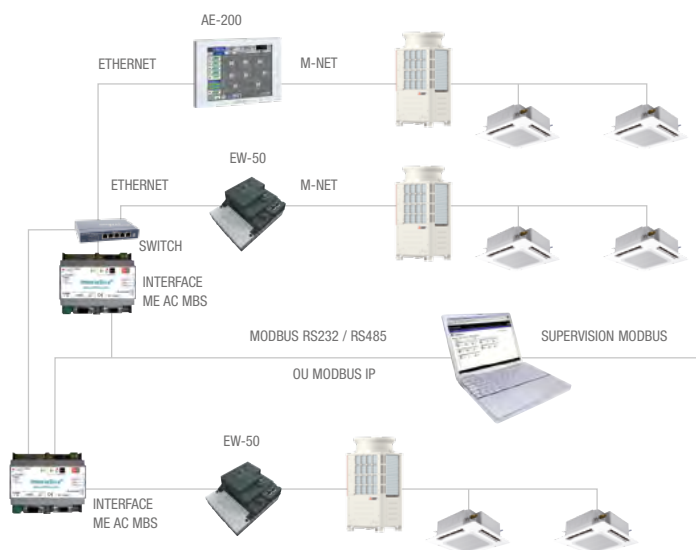 AE-200
ETHERNET
M-NET
EW-50
ETHERNET
M-NET
SWITCH
INTERFACE
ME AC MBS
MODBUS RS232 / RS485
SUPERVISION MODBUS
OU MODBUS IP
EW-50
INTERFACE
ME AC MBS